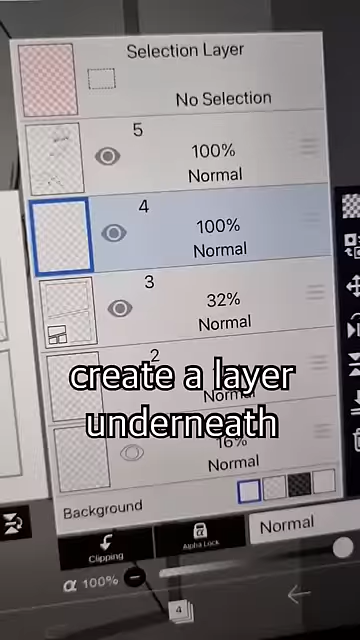 Selection Layer
No Selection
5
100%
Normal
4
100%
Normal
3
32%
Normal
2
create a layer
Normal
underneath
16%
Normal
Background
Clipping
Alpha Lock
Normal
α 100%
4